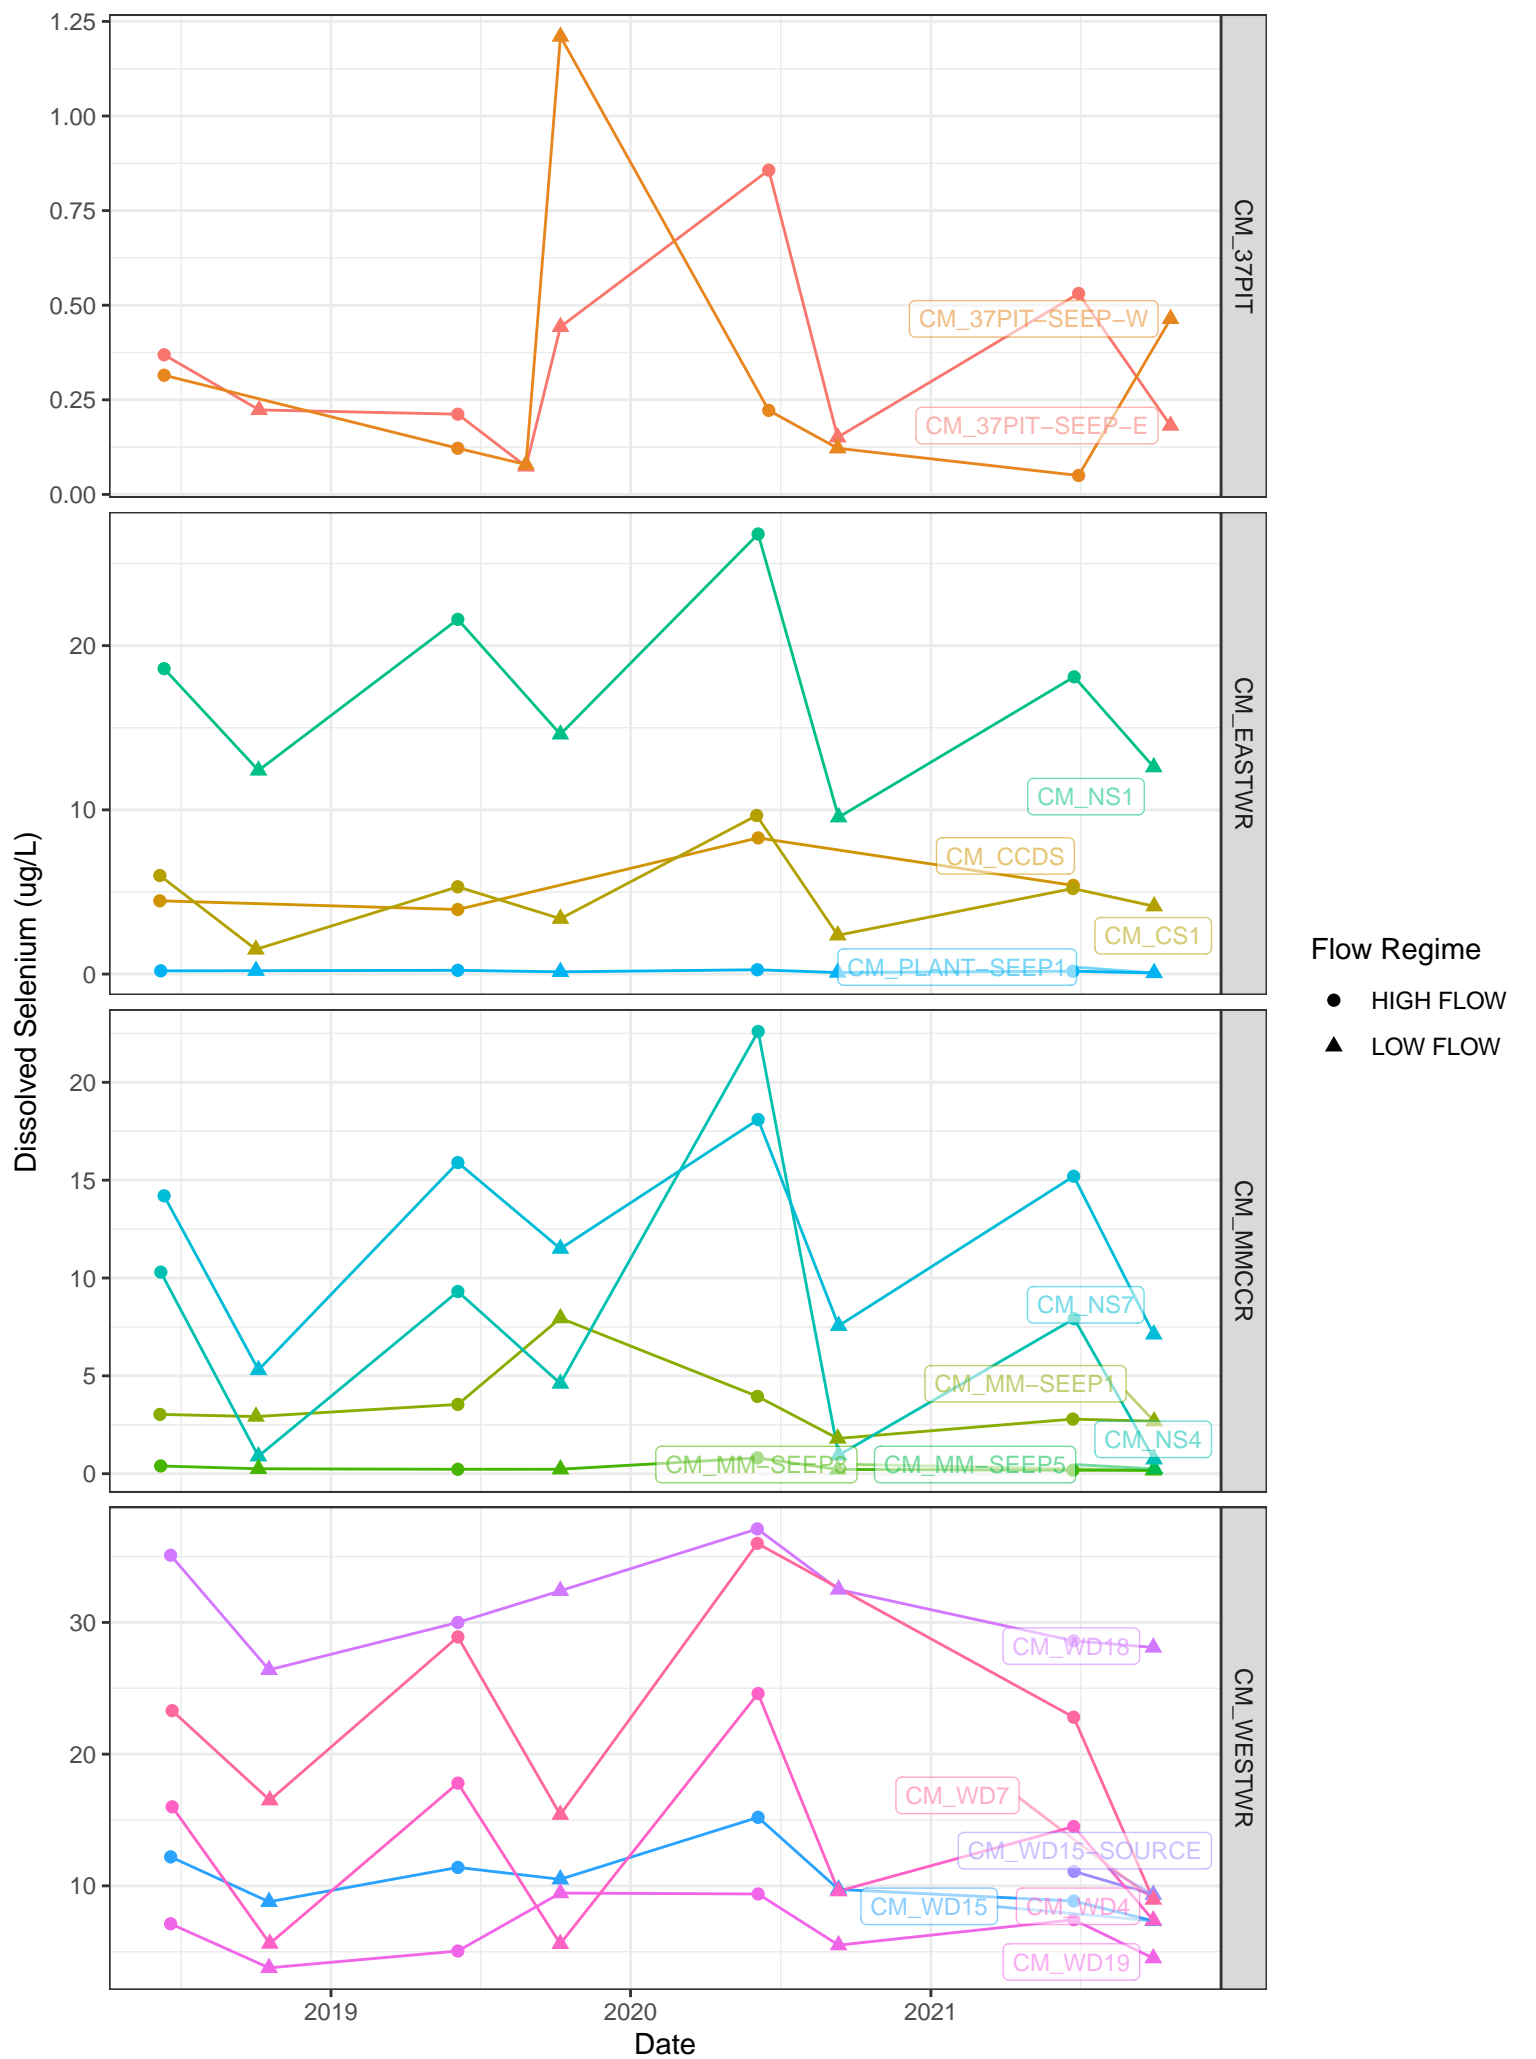 1.25
1.00
0.75
0.50
0.25
0.00
CM_37PIT−SEEP−W
CM_37PIT−SEEP−E
CM_37PIT
20
10
0
CM_NS1
CM_CCDS
CM_CS1
CM_PLANT−SEEP1
CM_EASTWR
Dissolved Selenium (ug/L)
Flow Regime
HIGH FLOW
LOW FLOW
20
15
10
5
0
CM_NS7
CM_MM−SEEP1
CM_NS4
CM_MM−SEEP3
CM_MM−SEEP5
CM_MMCCR
30
20
10
CM_WD18
CM_WD7
CM_WD15−SOURCE
CM_WD15
CM_WD4
CM_WD19
CM_WESTWR
2019
2020
2021
Date